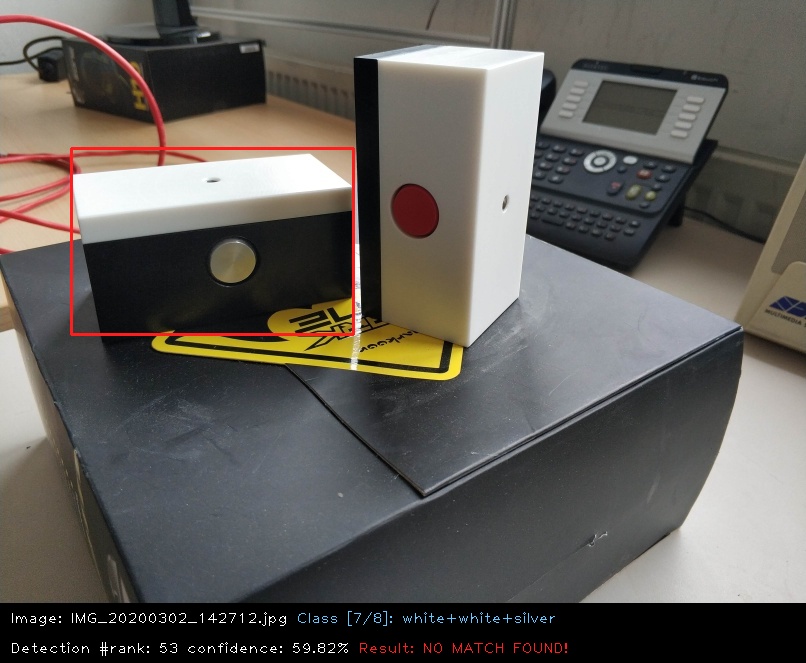 MULTIMEDIA
Image: IMG_20200302_142712.jpg Class [7/8]: white+white+silver
Detection #rank: 53 confidence: 59.82% Result: NO MATCH FOUND!